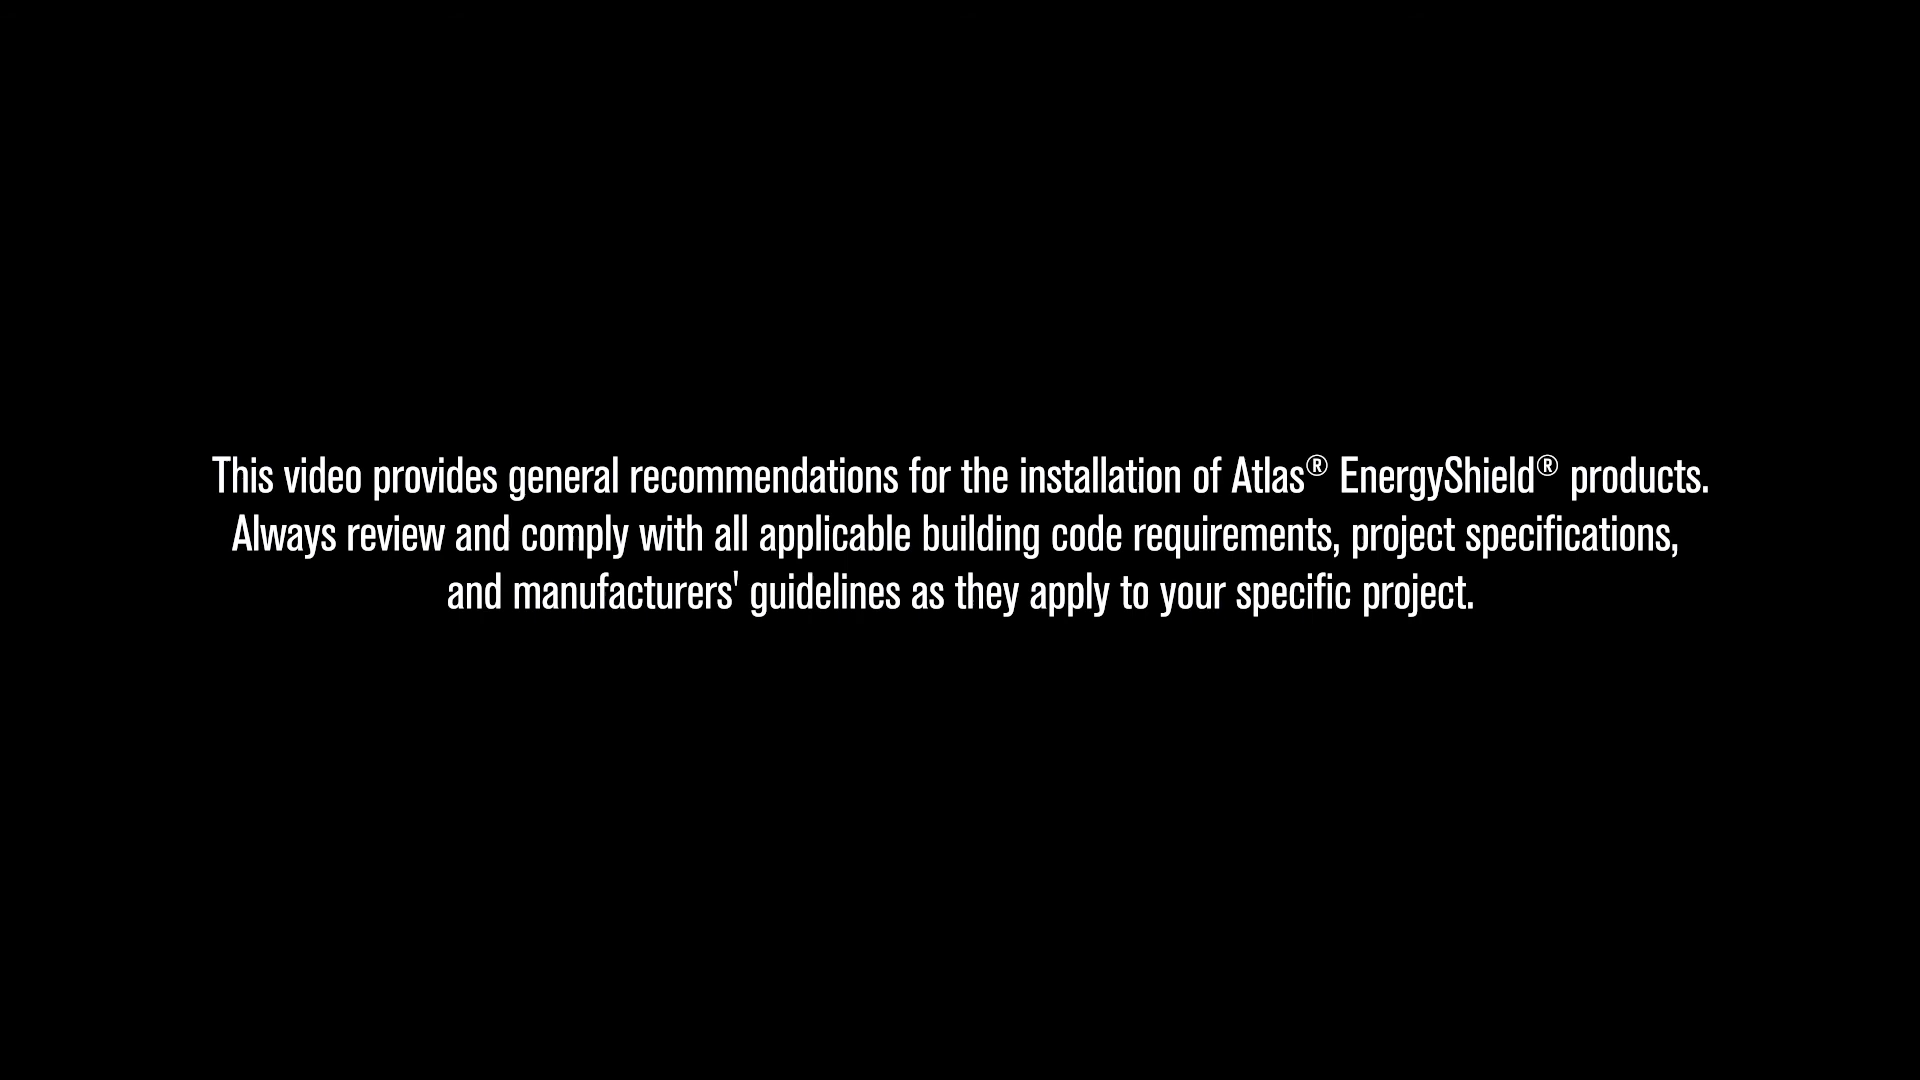 This video provides general recommendations for the installation of Atlas® EnergyShield® products.
Always review and comply with all applicable building code requirements, project specifications,
and manufacturers' guidelines as they apply to your specific project.